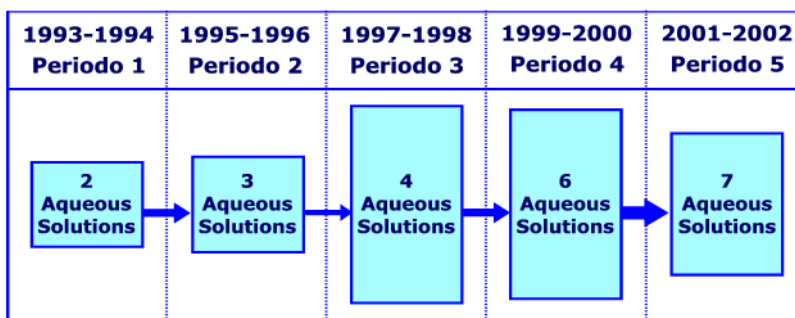 1993-1994
Periodo 1
1995-1996
Periodo 2
1997-1998
Periodo 3
1999-2000
Periodo 4
2001-2002
Periodo 5
2
Aqueous
Solutions
3
Aqueous
Solutions
4
Aqueous
Solutions
6
Aqueous
Solutions
7
Aqueous
Solutions